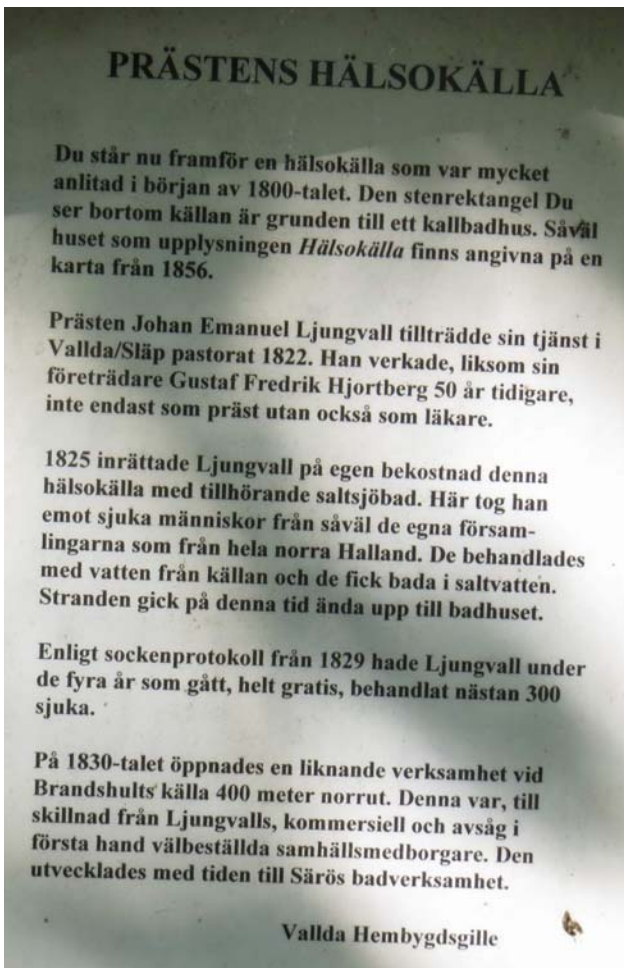 PRÄSTENS HÄLSOKÄLLA
Du står nu framför en hälsokälla som var mycket
anlitad i början av 1800-talet. Den stenrektangel Du
ser bortom källan är grunden till ett kallbadhus. Såväl
huset som upplysningen Hälsokälla finns angivna på en
karta från 1856.
Prästen Johan Emanuel Ljungvall tillträdde sin tjänst i
Vallda/Släp pastorat 1822. Han verkade, liksom sin
företrädare Gustaf Fredrik Hjortberg 50 år tidigare,
inte endast som präst utan också som läkare.
1825 inrättade Ljungvall på egen bekostnad denna
hälsokälla med tillhörande saltsjöbad. Här tog han
emot sjuka människor från såväl de egna försam-
lingarna som från hela norra Halland. De behandlades
med vatten från källan och de fick bada i saltvatten.
Stranden gick på denna tid ända upp till badhuset.
Enligt sockenprotokoll från 1829 hade Ljungvall under
de fyra år som gått, helt gratis, behandlat nästan 300
sjuka.
På 1830-talet öppnades en liknande verksamhet vid
Brandshults källa 400 meter norrut. Denna var, till
skillnad från Ljungvalls, kommersiell och avsåg i
första hand välbeställda samhällsmedborgare. Den
utvecklades med tiden till Särös badverksamhet.
Vallda Hembygdsgille